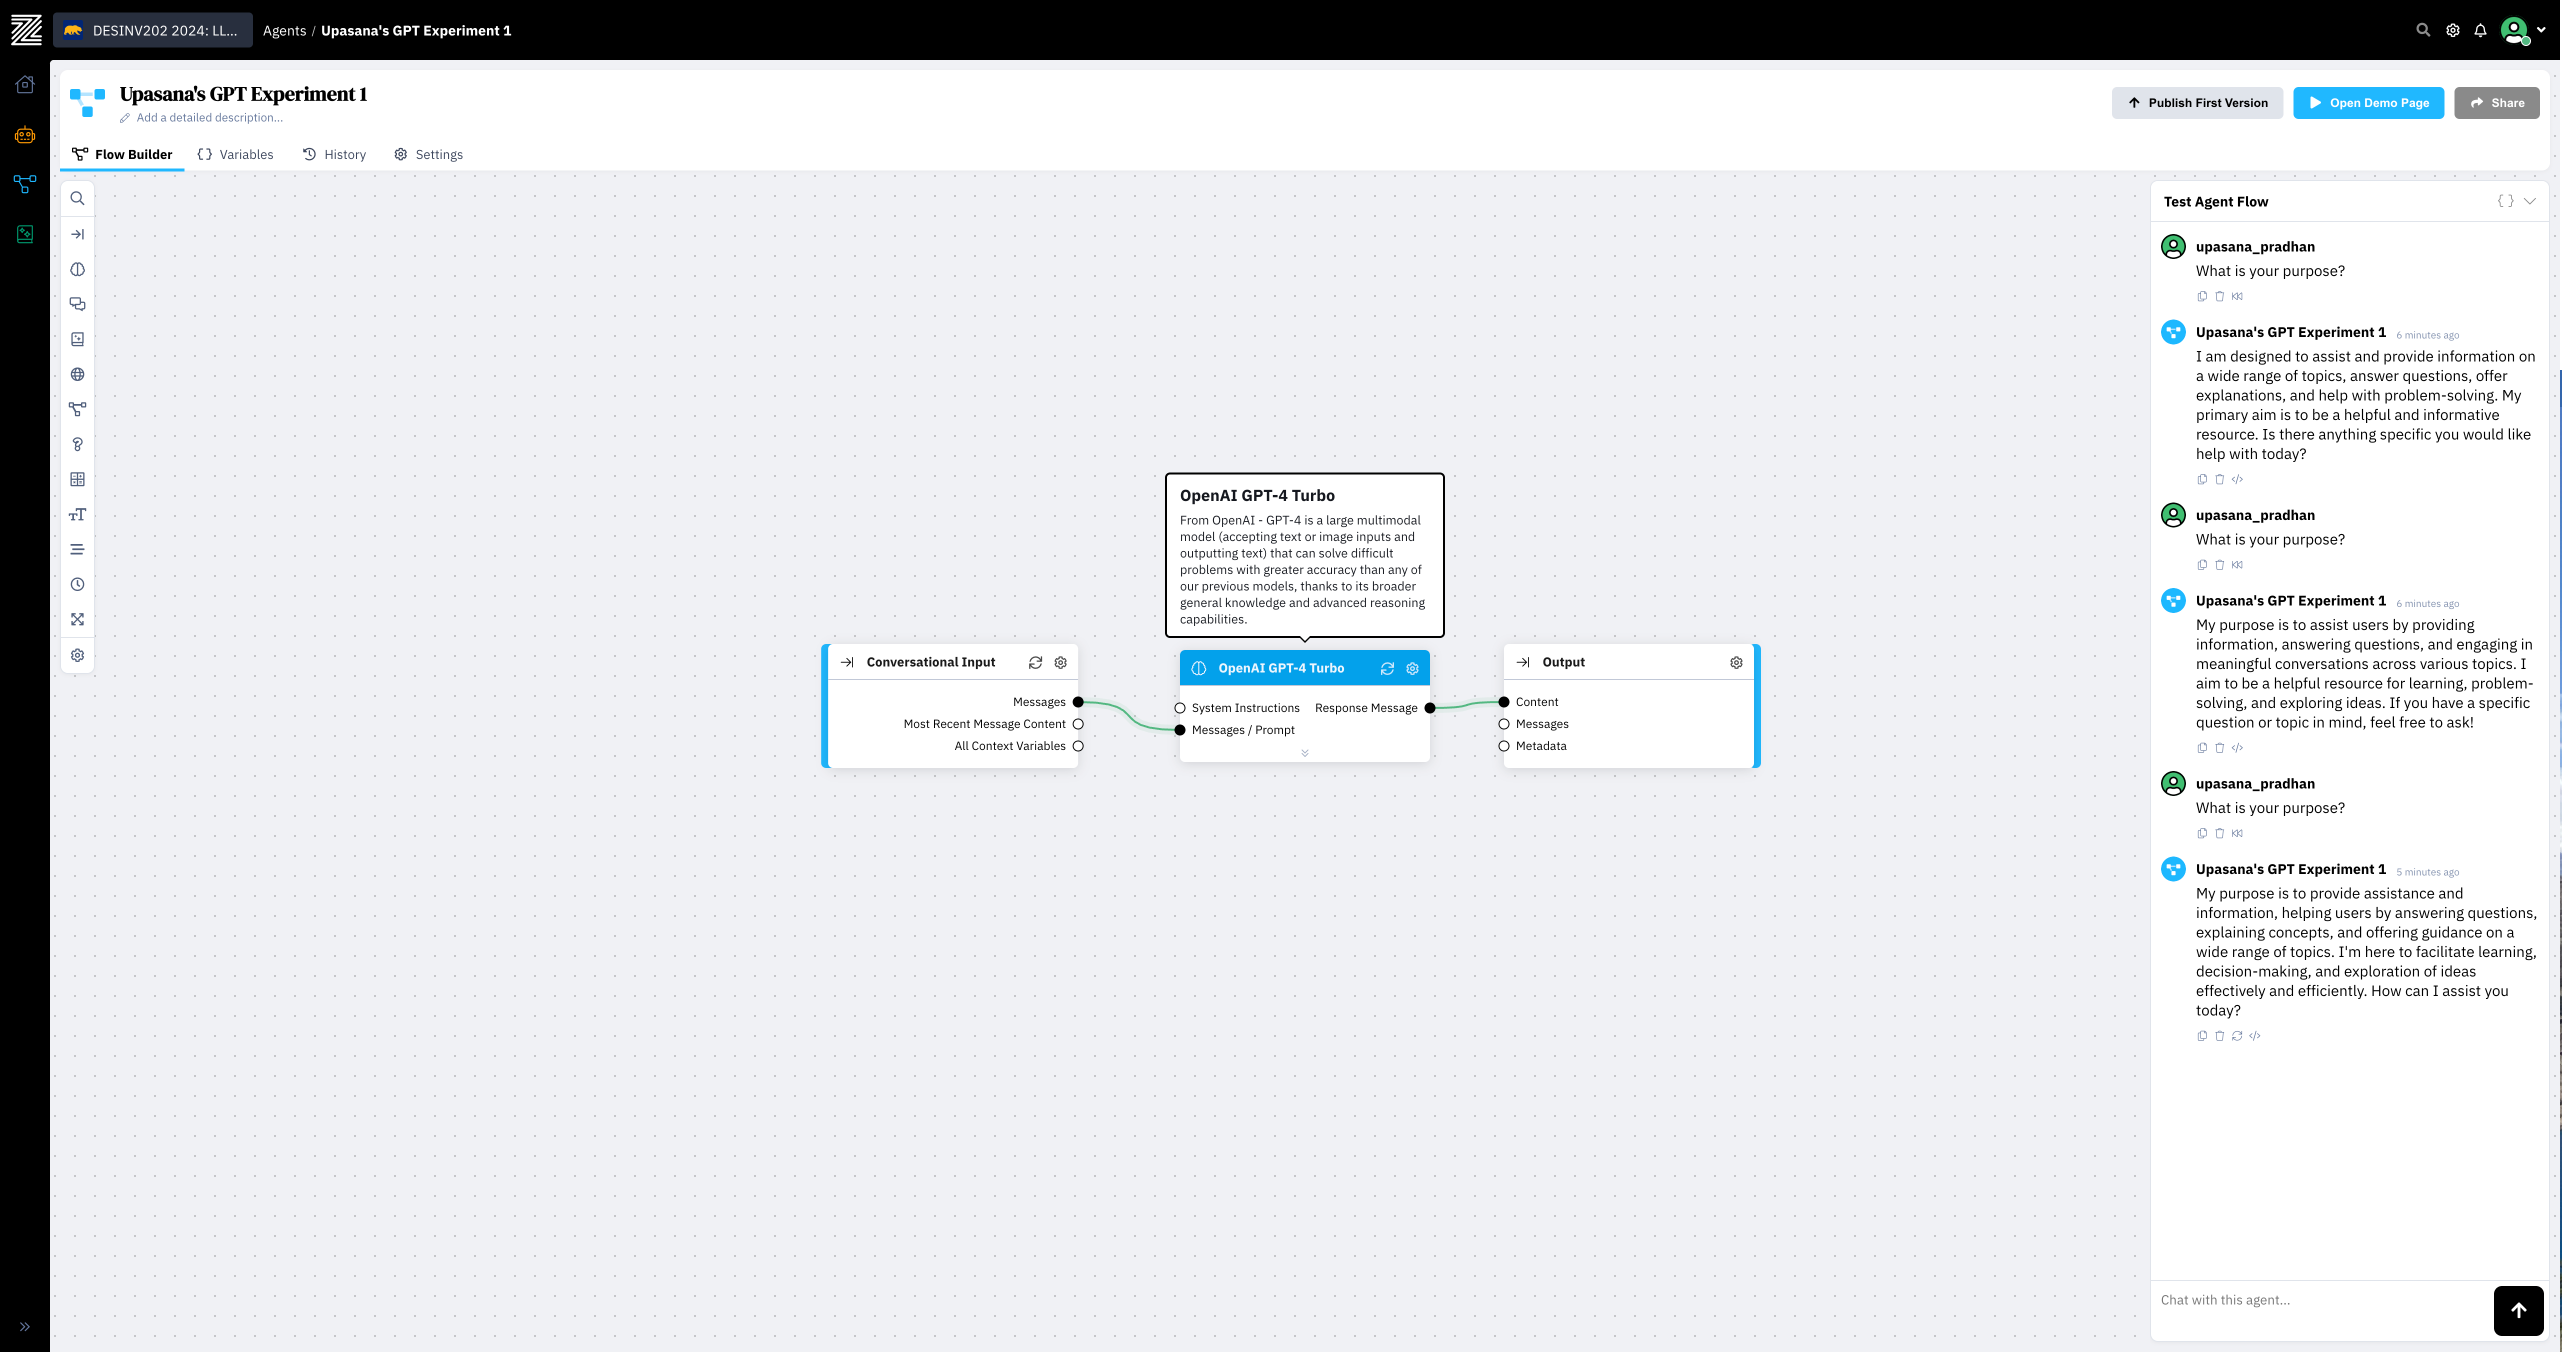 DESINV202 2024: LL...
Agents / Upasana's GPT Experiment 1
Upasana's GPT Experiment 1
Add a detailed description...
Publish First Version
Open Demo Page
Share
Flow Builder
Variables
History
Settings
OpenAI GPT-4 Turbo
From OpenAI - GPT-4 is a large multimodal
model (accepting text or image inputs and
outputting text) that can solve difficult
problems with greater accuracy than any of
our previous models, thanks to its broader
general knowledge and advanced reasoning
capabilities.
Conversational Input
Messages
Most Recent Message Content
All Context Variables
OpenAI GPT-4 Turbo
System Instructions
Response Message
Messages / Prompt
Output
Content
Messages
Metadata
Test Agent Flow
upasana_pradhan
What is your purpose?
Upasana's GPT Experiment 1 6 minutes ago
I am designed to assist and provide information on
a wide range of topics, answer questions, offer
explanations, and help with problem-solving. My
primary aim is to be a helpful and informative
resource. Is there anything specific you would like
help with today?
upasana_pradhan
What is your purpose?
Upasana's GPT Experiment 1 6 minutes ago
My purpose is to assist users by providing
information, answering questions, and engaging in
meaningful conversations across various topics. I
aim to be a helpful resource for learning, problem-
solving, and exploring ideas. If you have a specific
question or topic in mind, feel free to ask!
upasana_pradhan
What is your purpose?
Upasana's GPT Experiment 1 5 minutes ago
My purpose is to provide assistance and
information, helping users by answering questions,
explaining concepts, and offering guidance on a
wide range of topics. I'm here to facilitate learning,
decision-making, and exploration of ideas
effectively and efficiently. How can I assist you
today?
Chat with this agent...